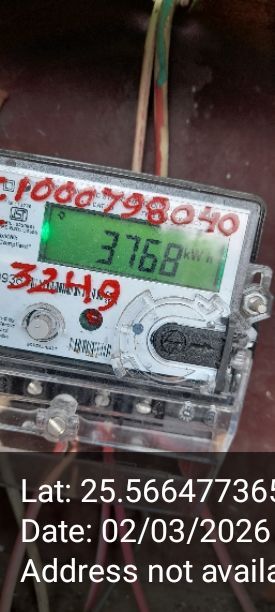 1000798040
3768 kWh
3249
Lat: 25.566477365
Date: 02/03/2026
Address not availa